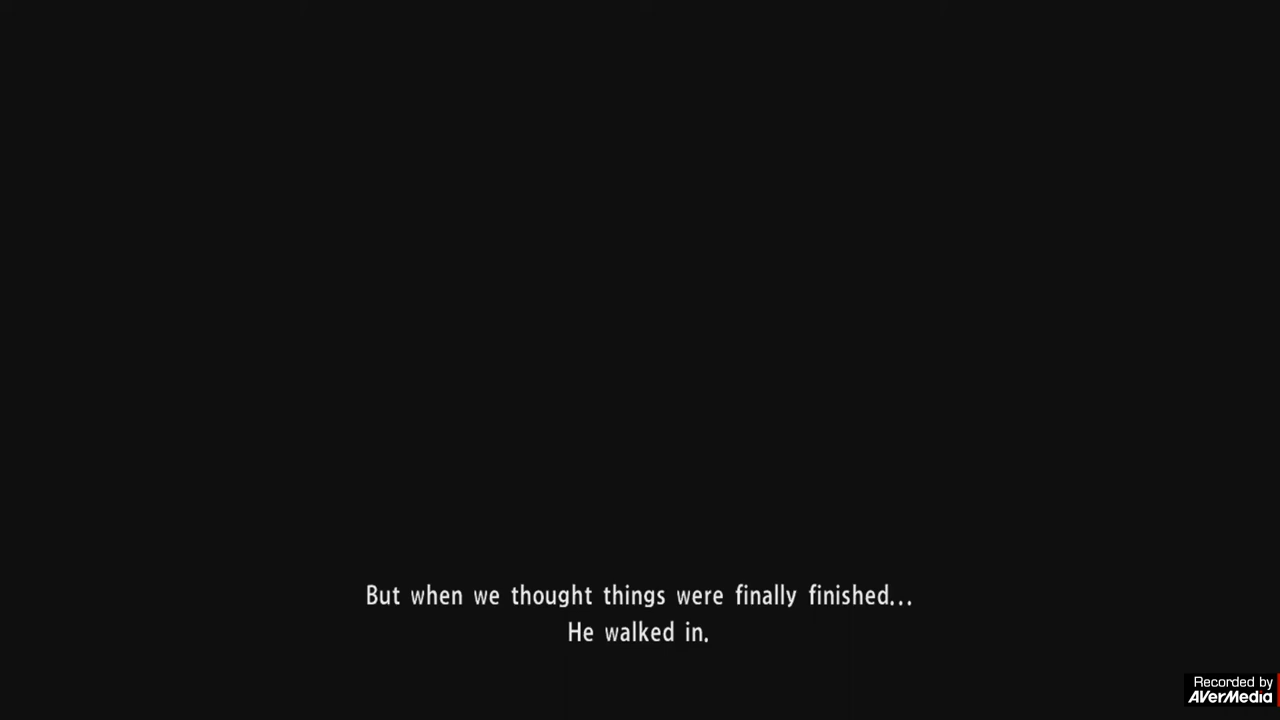 But when we thought things were finally finished...
He walked in.
Recorded by
AVerMedia